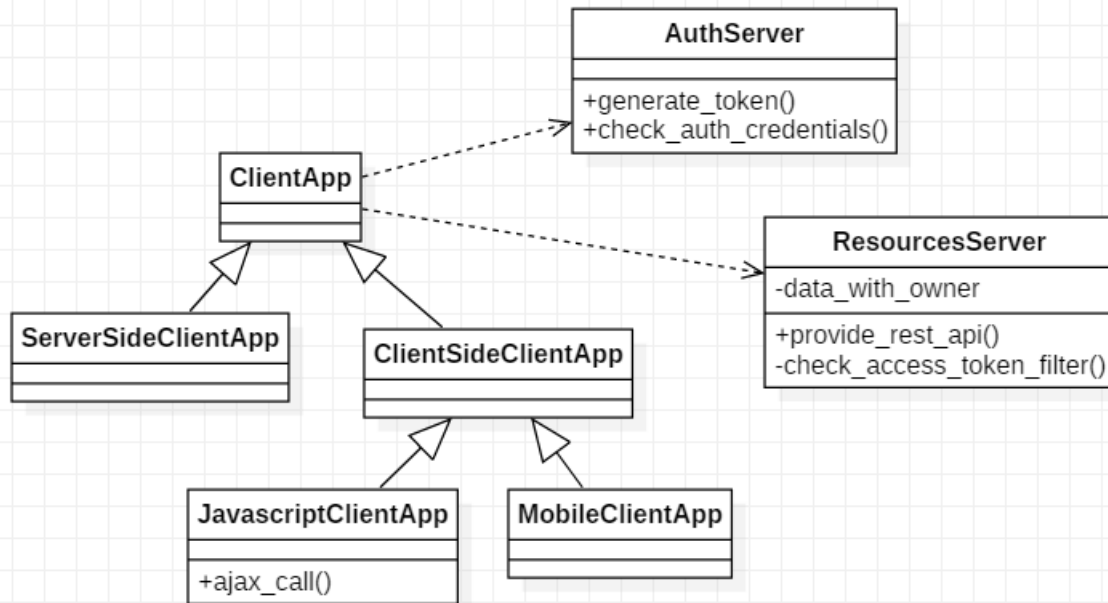 AuthServer
+generate_token()
+check_auth_credentials()
ClientApp
ResourcesServer
-data_with_owner
+provide_rest_api()
-check_access_token_filter()
ServerSideClientApp
ClientSideClientApp
JavascriptClientApp
+ajax_call()
MobileClientApp